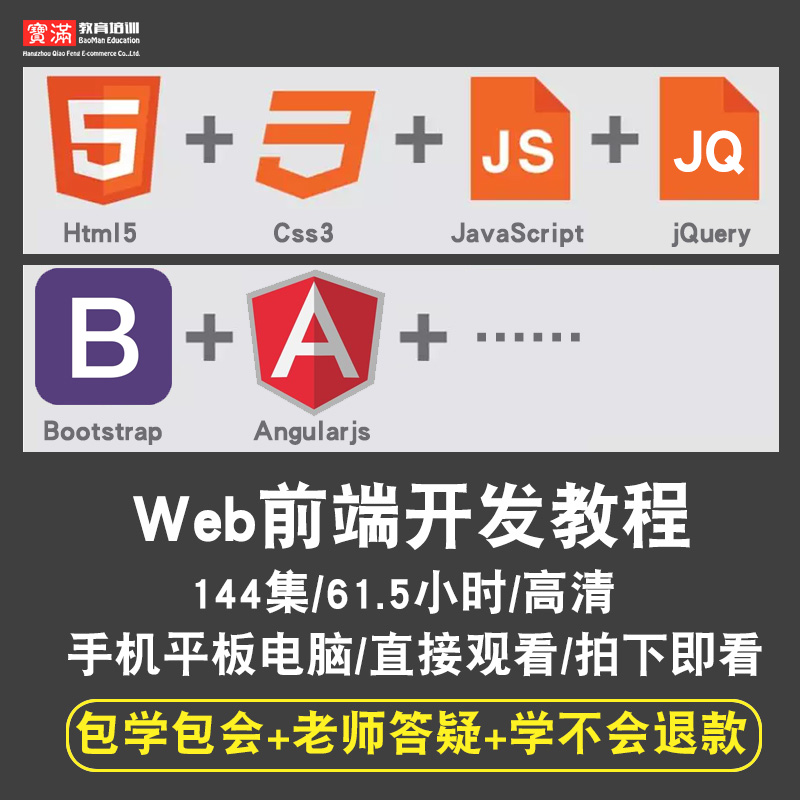 寶滿 教育培训
BaoMan Education
Hangzhou Qiao Feng E-commerce Co.,Ltd.
5 + 3 + JS + JQ
Html5 Css3 JavaScript jQuery
B + A + ······
Bootstrap Angularjs
Web前端开发教程
144集/61.5小时/高清
手机平板电脑/直接观看/拍下即看
包学包会+老师答疑+学不会退款